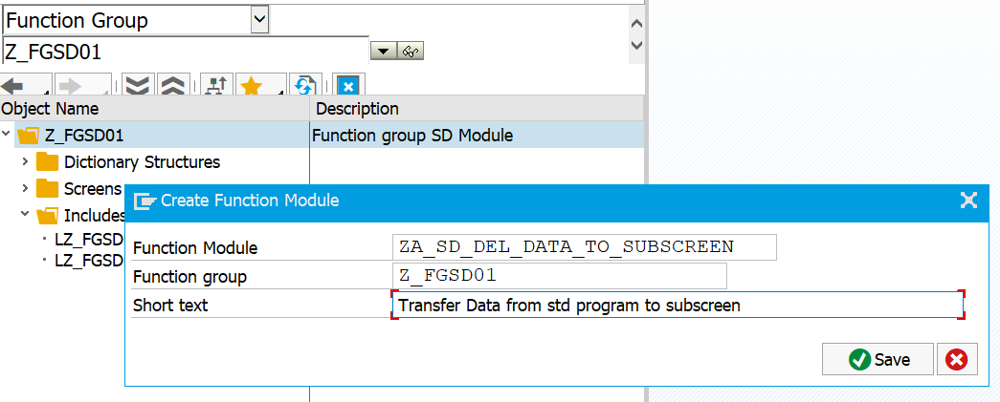 Function Group
Z_FGSD01
Object Name Description
Z_FGSD01 Function group SD Module
Dictionary Structures
Screens
Includes
LZ_FGSD
LZ_FGSD
Create Function Module
Function Module ZA_SD_DEL_DATA_TO_SUBSCREEN
Function group Z_FGSD01
Short text Transfer Data from std program to subscreen
Save